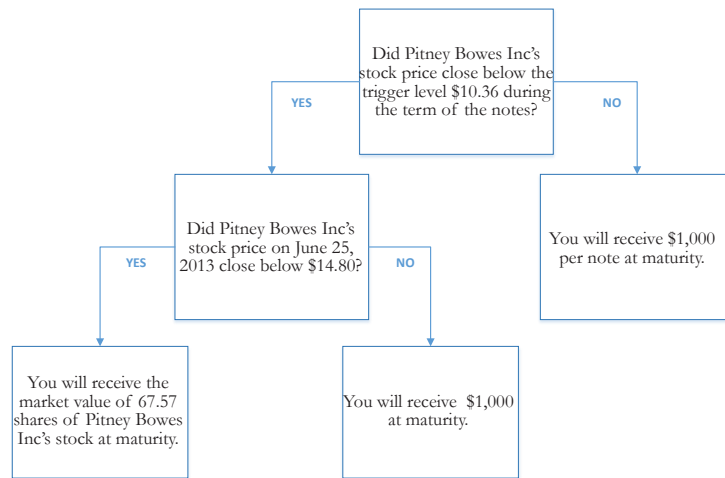 Did Pitney Bowes Inc's
stock price close below the
trigger level $10.36 during
the term of the notes?
YES
NO
Did Pitney Bowes Inc's
stock price on June 25,
2013 close below $14.80?
You will receive $1,000
per note at maturity.
YES
NO
You will receive the
market value of 67.57
shares of Pitney Bowes
Inc's stock at maturity.
You will receive $1,000
at maturity.